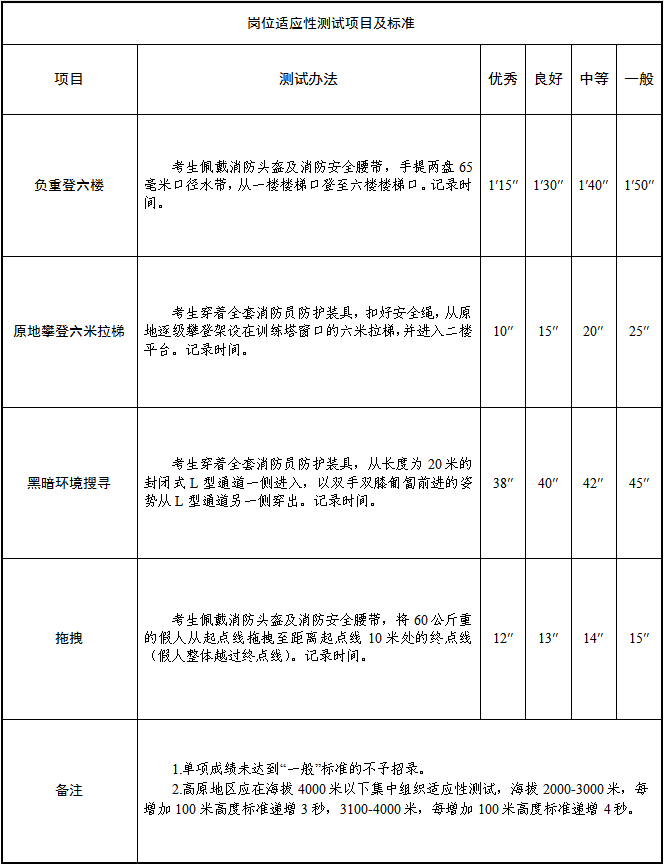 岗位适应性测试项目及标准
项目 测试办法 优秀 良好 中等 一般
负重登六楼
考生佩戴消防头盔及消防安全腰带，手提两盘 65
毫米口径水带，从一楼楼梯口登至六楼楼梯口。记录时
间。
1′15″ 1′30″ 1′40″ 1′50″
原地攀登六米拉梯
考生穿着全套消防员防护装具，扣好安全绳，从原
地逐级攀登架设在训练塔窗口的六米拉梯，并进入二楼
平台。记录时间。
10″ 15″ 20″ 25″
黑暗环境搜寻
考生穿着全套消防员防护装具，从长度为 20 米的
封闭式 L 型通道一侧进入，以双手双膝匍匐前进的姿
势从 L 型通道另一侧穿出。记录时间。
38″ 40″ 42″ 45″
拖拽
考生佩戴消防头盔及消防安全腰带，将 60 公斤重
的假人从起点线拖拽至距离起点线 10 米处的终点线
（假人整体越过终点线）。记录时间。
12″ 13″ 14″ 15″
备注
1.单项成绩未达到“一般”标准的不予招录。
2.高原地区应在海拔 4000 米以下集中组织适应性测试，海拔 2000-3000 米，每
增加 100 米高度标准递增 3 秒，3100-4000 米，每增加 100 米高度标准递增 4 秒。